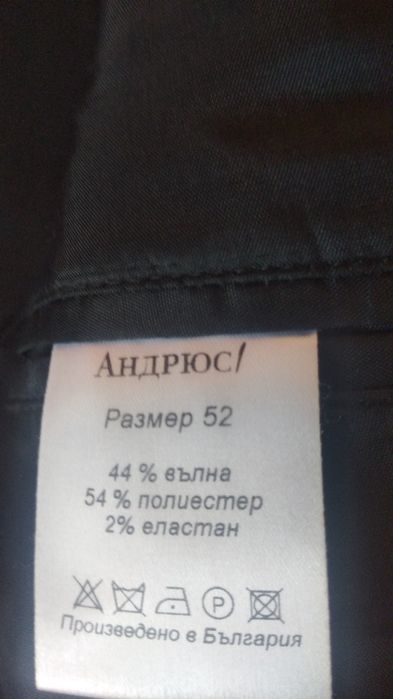 АНДРЮС/
Размер 52
44 % вълна
54 % полиестер
2% еластан
P
Произведено в България